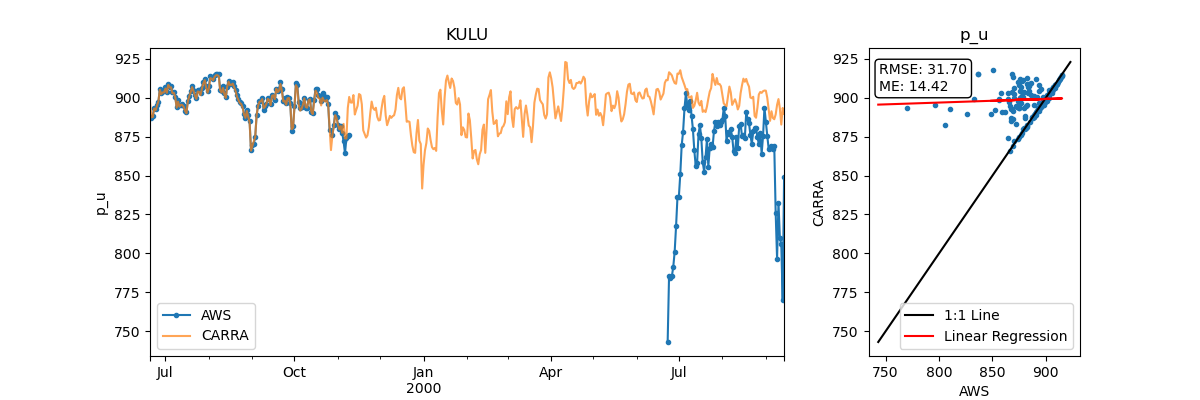 KULU
p_u
925
900
875
850
825
800
775
750
p_u
AWS
CARRA
Jul
Oct
Jan
2000
Apr
Jul
p_u
RMSE: 31.70
ME: 14.42
925
900
875
850
825
800
775
750
CARRA
1:1 Line
Linear Regression
750
800
850
900
AWS